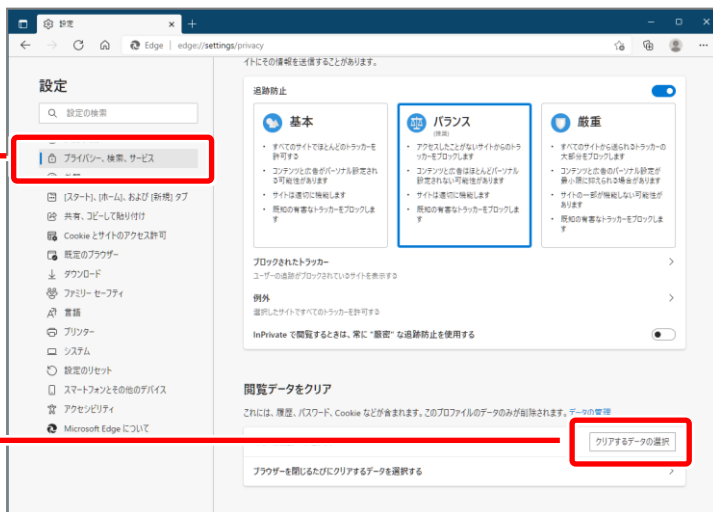 設定
Edge | edge://settings/privacy
設定
設定の検索
プライバシー、検索、サービス
[スタート]、[ホーム]、および [新規] タブ
共有、コピーして貼り付け
Cookie とサイトのアクセス許可
既定のブラウザー
ダウンロード
ファミリー セーフティ
言語
プリンター
システム
設定のリセット
スマートフォンとその他のデバイス
アクセシビリティ
Microsoft Edge について
イトにその情報を送信することがあります。
追跡防止
基本
・ すべてのサイトでほとんどのトラッカーを
許可する
・ コンテンツと広告がパーソナル設定され
る可能性があります
・ サイトは適切に機能します
・ 既知の有害なトラッカーをブロックしま
す
バランス
(推奨)
・ アクセスしたことがないサイトからのトラ
ッカーをブロックします
・ コンテンツと広告はほとんどパーソナル
設定されない可能性があります
・ サイトは適切に機能します
・ 既知の有害なトラッカーをブロックしま
す
厳重
・ すべてのサイトから送られるトラッカーの
大部分をブロックします
・ コンテンツと広告のパーソナル設定が
最小限に抑えられる場合があります
・ サイトの一部が機能しない可能性が
あります
・ 既知の有害なトラッカーをブロックしま
す
ブロックされたトラッカー
ユーザーの追跡がブロックされているサイトを表示する
例外
選択したサイトですべてのトラッカーを許可する
InPrivate で閲覧するときは、常に "厳密" な追跡防止を使用する
閲覧データをクリア
これには、履歴、パスワード、Cookie などが含まれます。このプロファイルのデータのみが削除されます。データの管理
クリアするデータの選択
ブラウザーを閉じるたびにクリアするデータを選択する